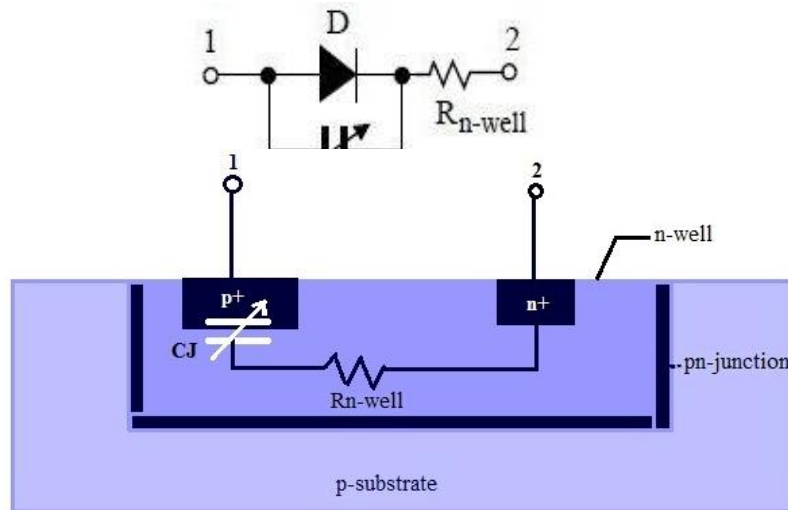 D
1
2
Rn-well
1
2
n-well
p+
n+
CJ
pn-junction
Rn-well
p-substrate